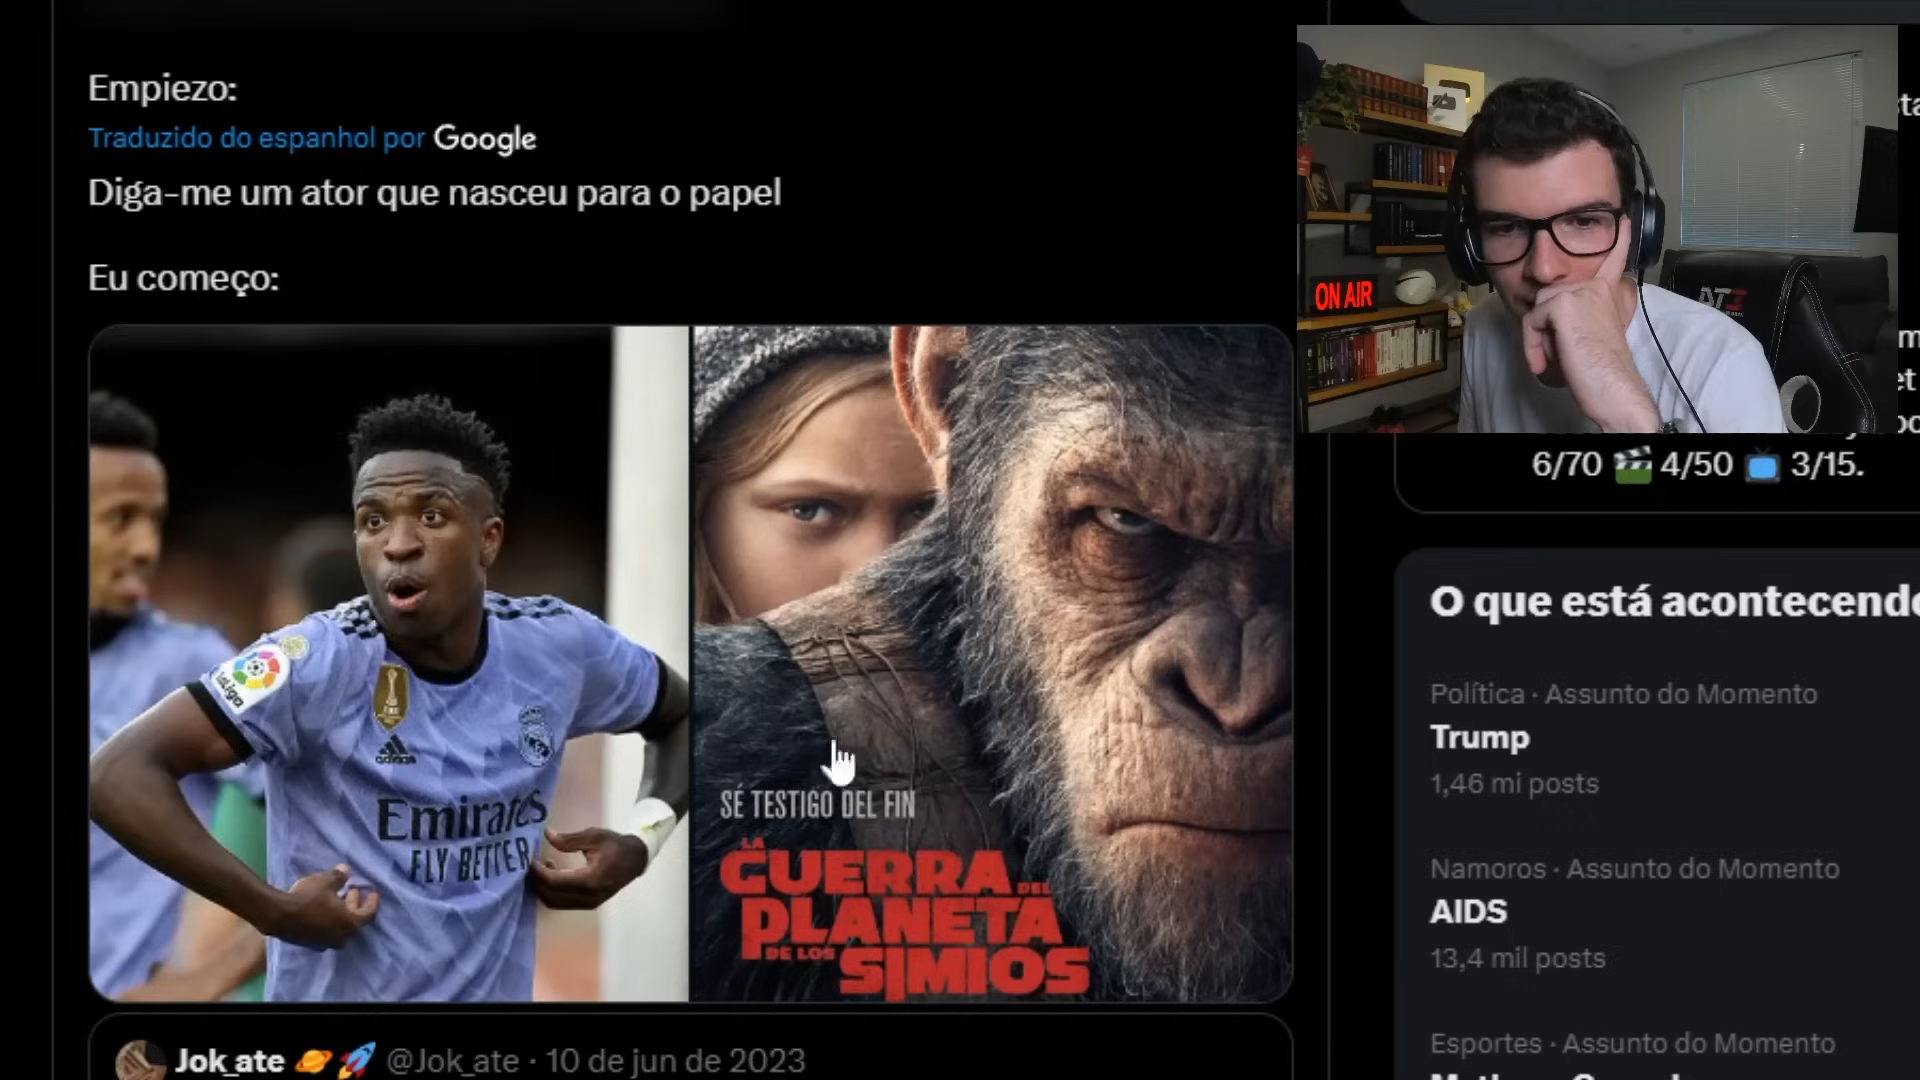 Empiezo:
Traduzido do espanhol por Google
Diga-me um ator que nasceu para o papel
Eu começo:
LaLiga
adidas
Emirates
FLY BETTER
SÉ TESTIGO DEL FIN
LA
GUERRA DEL
PLANETA
DE LOS SIMIOS
Jok_ate 🪐 🚀 @Jok_ate · 10 de jun de 2023
ON AIR
6/70 🎬 4/50 📺 3/15.
O que está acontecendo
Política · Assunto do Momento
Trump
1,46 mi posts
Namoros · Assunto do Momento
AIDS
13,4 mil posts
Esportes · Assunto do Momento